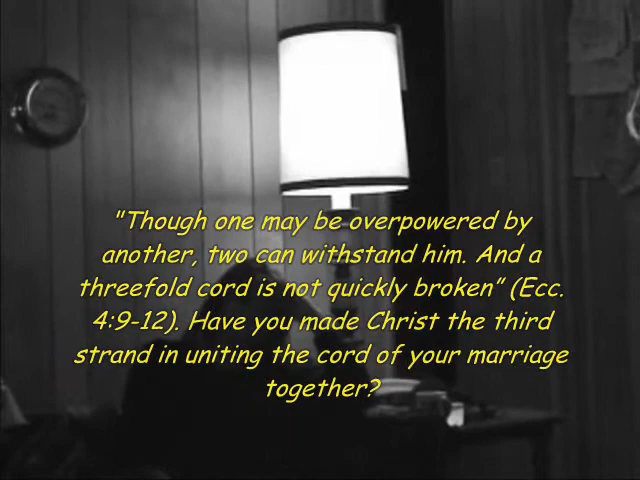 "Though one may be overpowered by
another, two can withstand him. And a
threefold cord is not quickly broken” (Ecc.
4:9-12). Have you made Christ the third
strand in uniting the cord of your marriage
together?